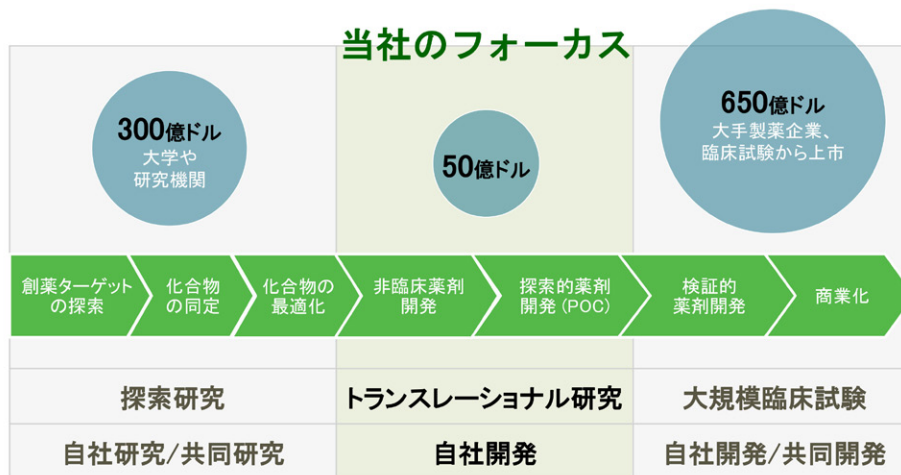 当社のフォーカス
300億ドル
大学や
研究機関
50億ドル
650億ドル
大手製薬企業、
臨床試験から上市
創薬ターゲット
の探索
化合物
の同定
化合物の
最適化
非臨床薬剤
開発
探索的薬剤
開発(POC)
検証的
薬剤開発
商業化
探索研究
トランスレーショナル研究
大規模臨床試験
自社研究/共同研究
自社開発
自社開発/共同開発